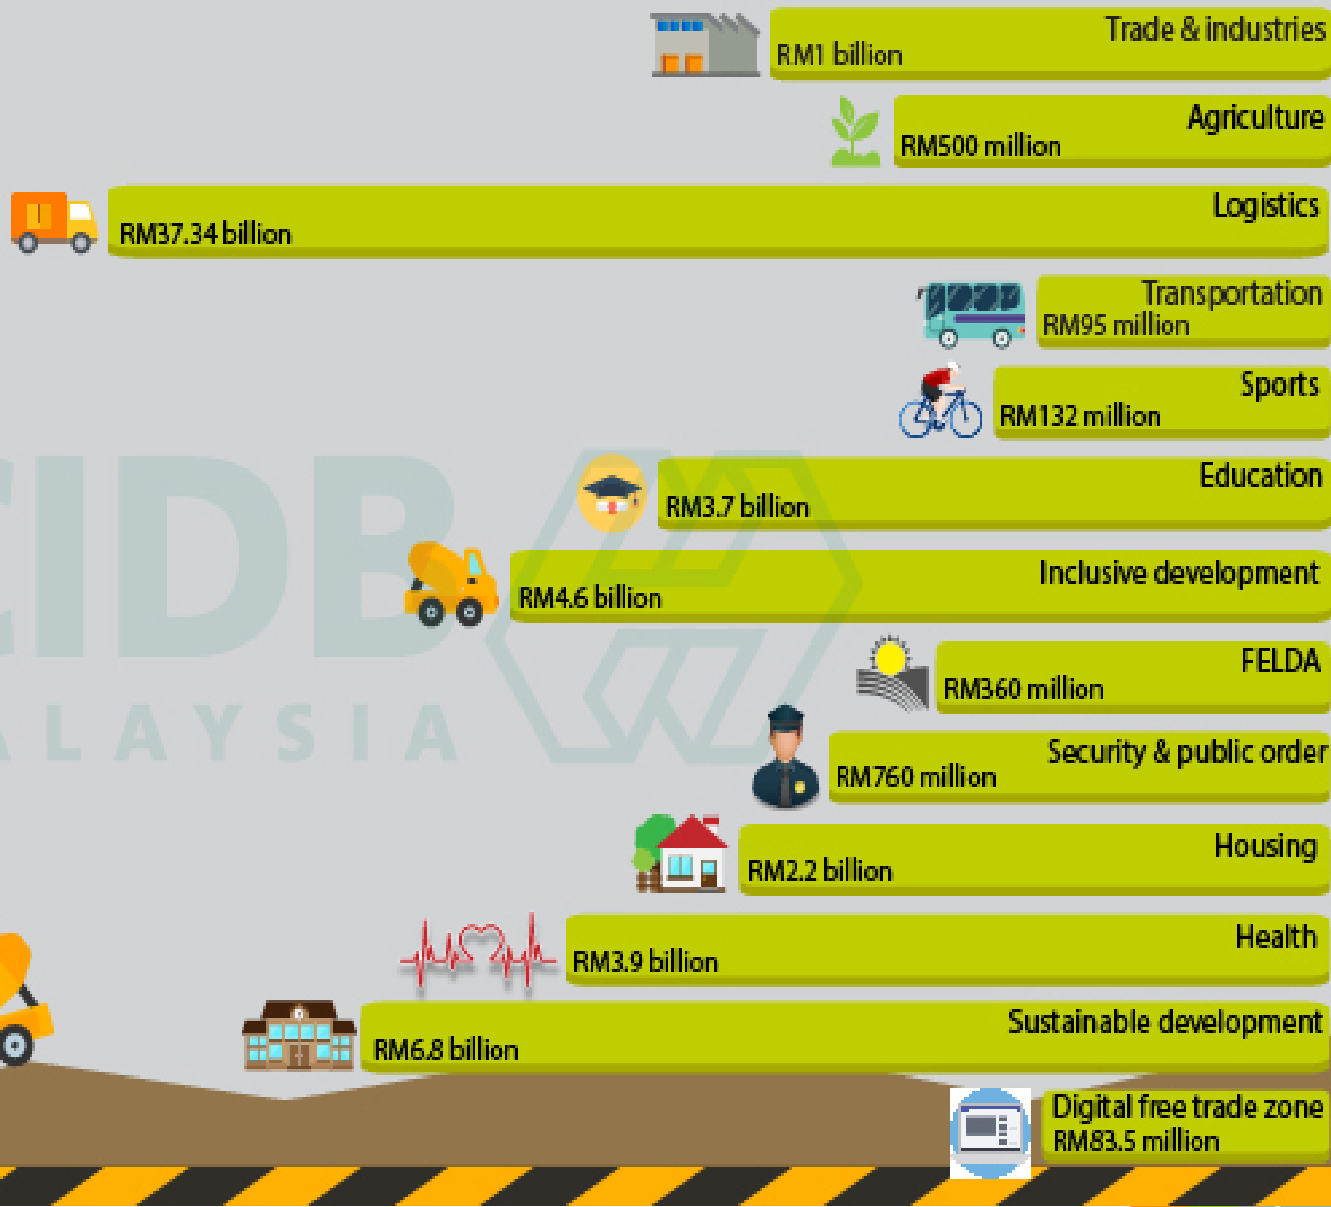 Trade & industries
RM1 billion
Agriculture
RM500 million
Logistics
RM37.34 billion
Transportation
RM95 million
Sports
RM132 million
Education
RM3.7 billion
Inclusive development
RM4.6 billion
FELDA
RM360 million
Security & public order
RM760 million
Housing
RM2.2 billion
Health
RM3.9 billion
Sustainable development
RM6.8 billion
Digital free trade zone
RM83.5 million
CIDB
ALAYSIA